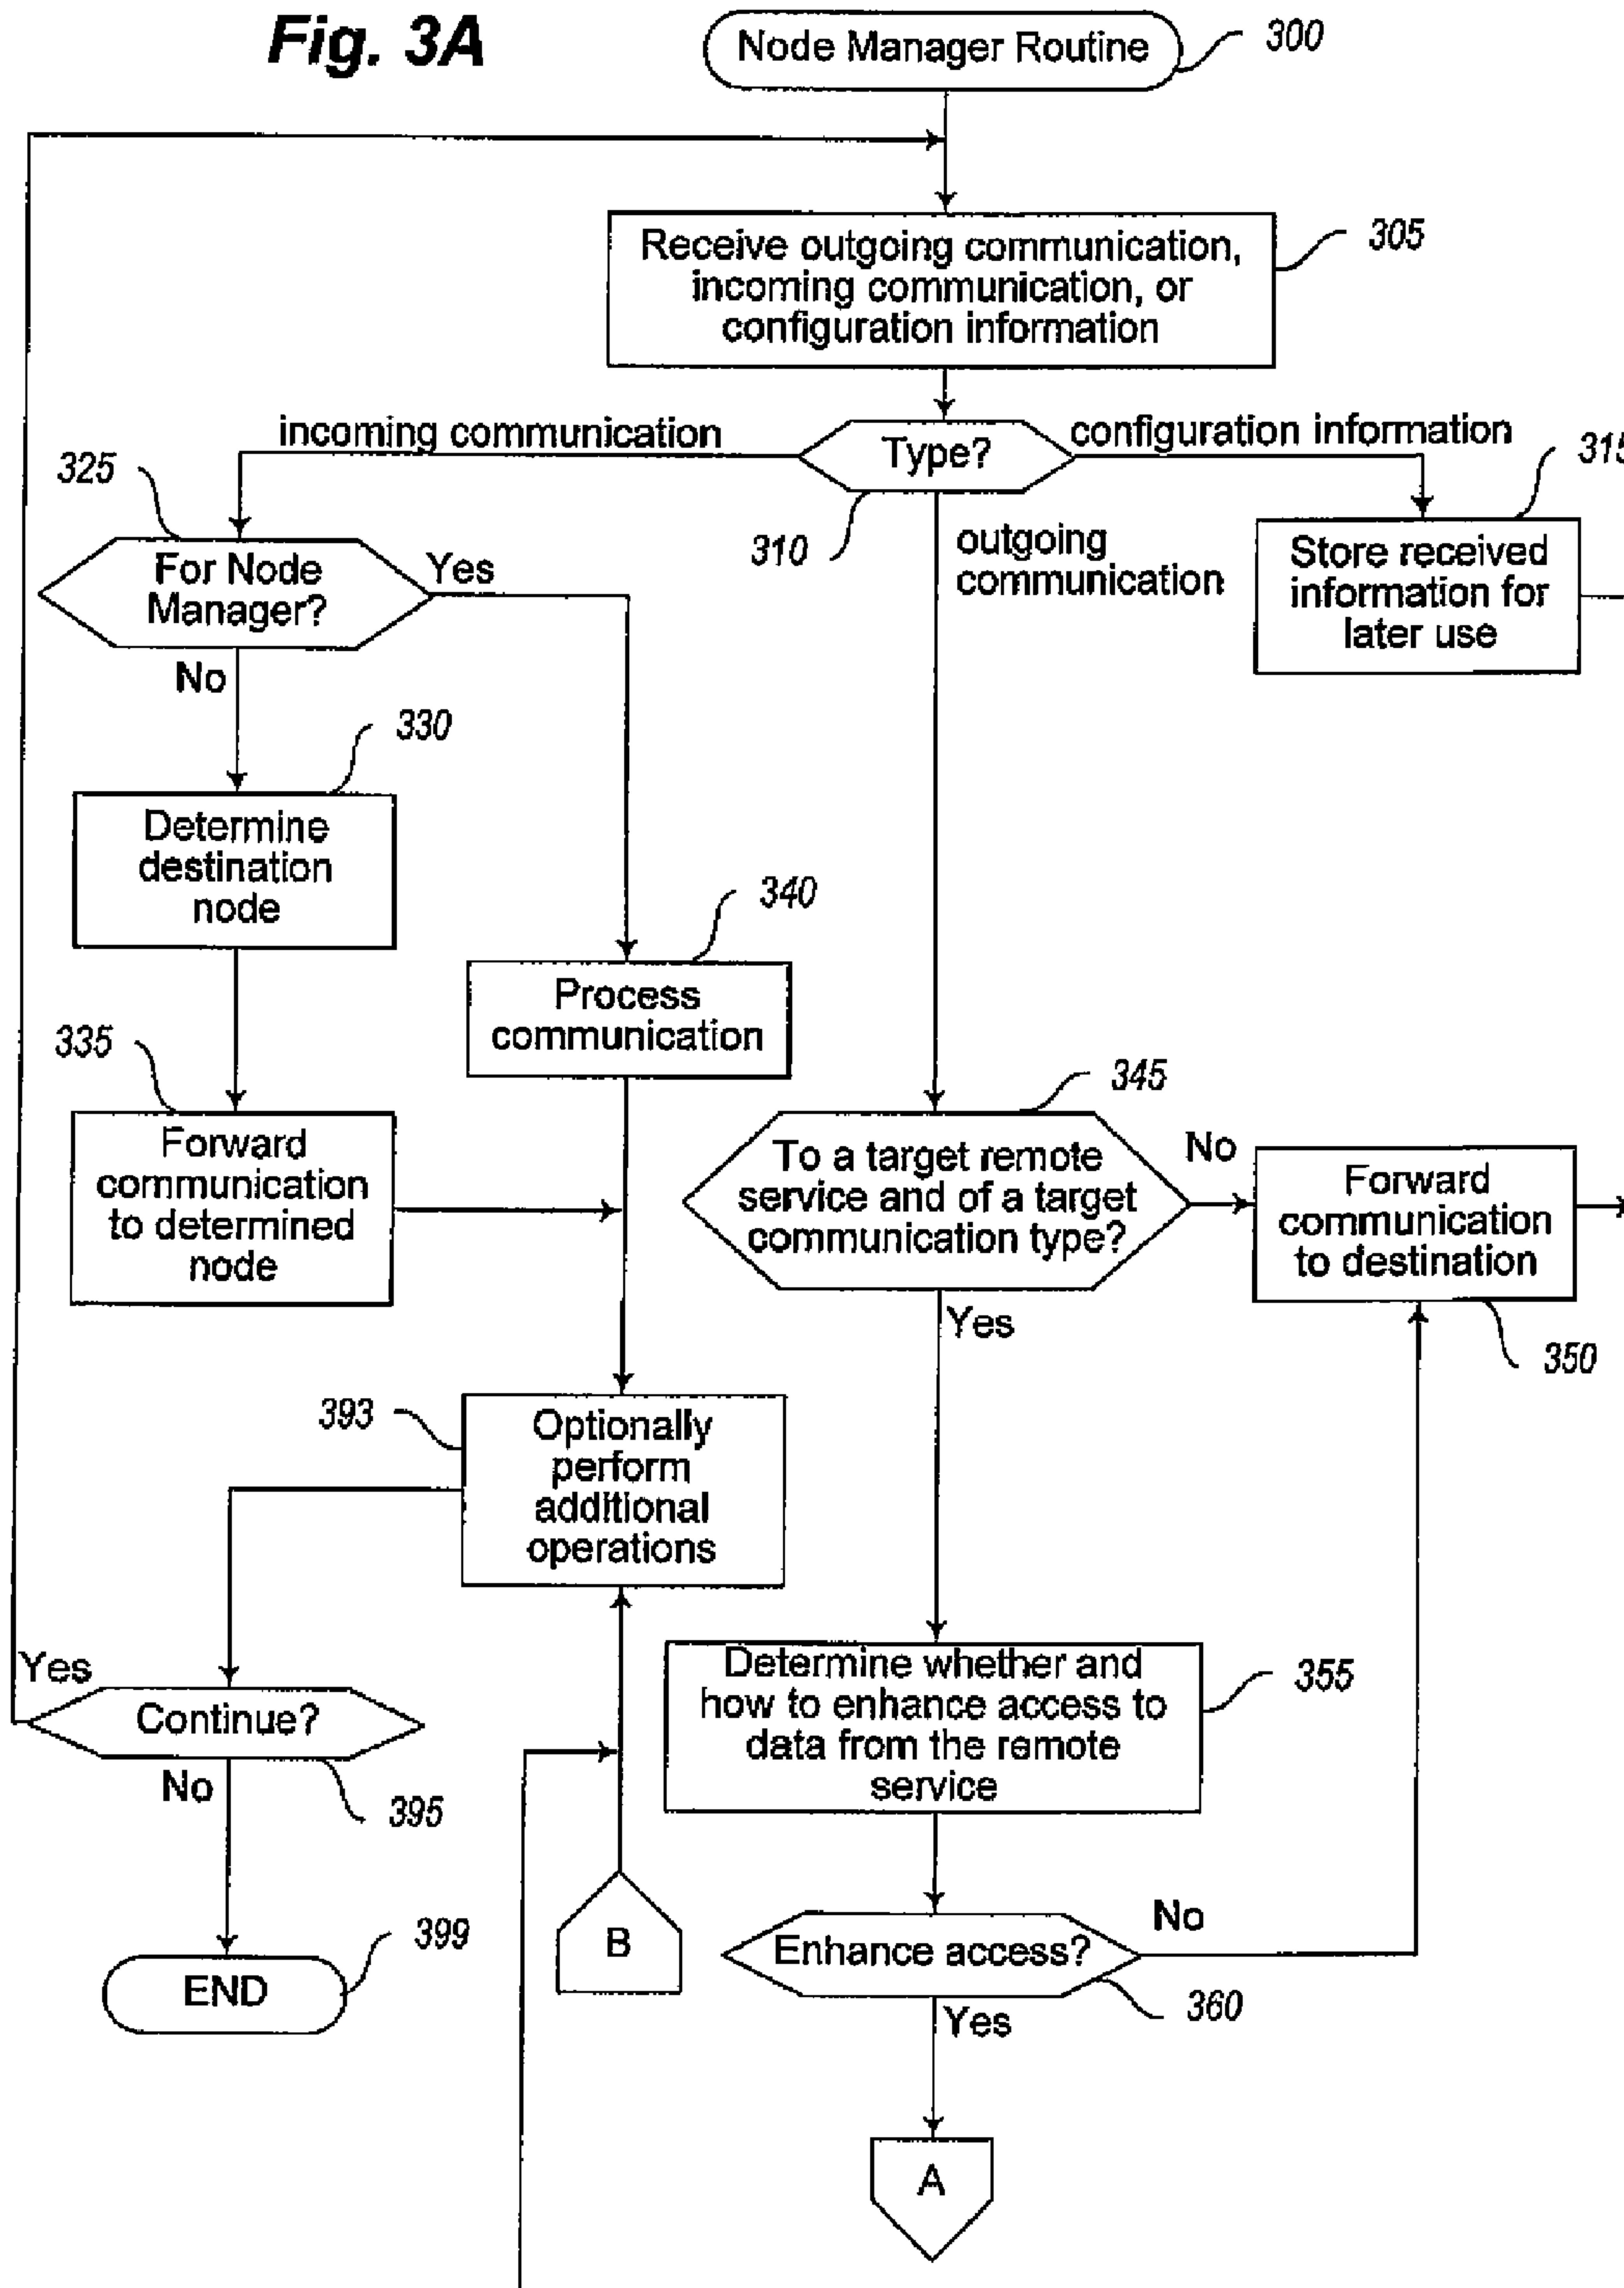 Fig. 3A
Node Manager Routine
300
Receive outgoing communication,
incoming communication, or
configuration information
305
incoming communication
Type?
configuration information
310
315
325
For Node
Manager?
Yes
No
outgoing
communication
Store received
information for
later use
330
Determine
destination
node
340
Process
communication
335
Forward
communication
to determined
node
345
To a target remote
service and of a target
communication type?
No
Yes
Forward
communication
to destination
350
393
Optionally
perform
additional
operations
355
Determine whether and
how to enhance access to
data from the remote
service
Yes
Continue?
No
395
END
399
B
Enhance access?
No
360
Yes
A